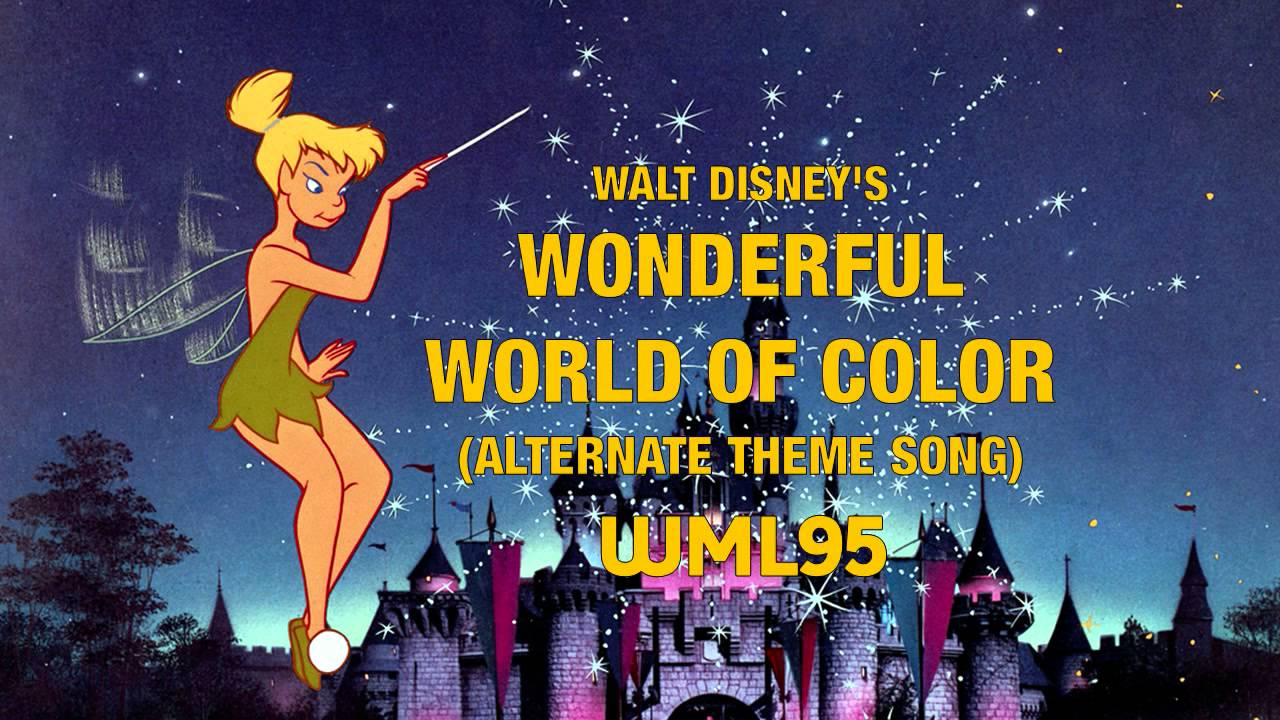 WALT DISNEY'S
WONDERFUL
WORLD OF COLOR
(ALTERNATE THEME SONG)
WML95